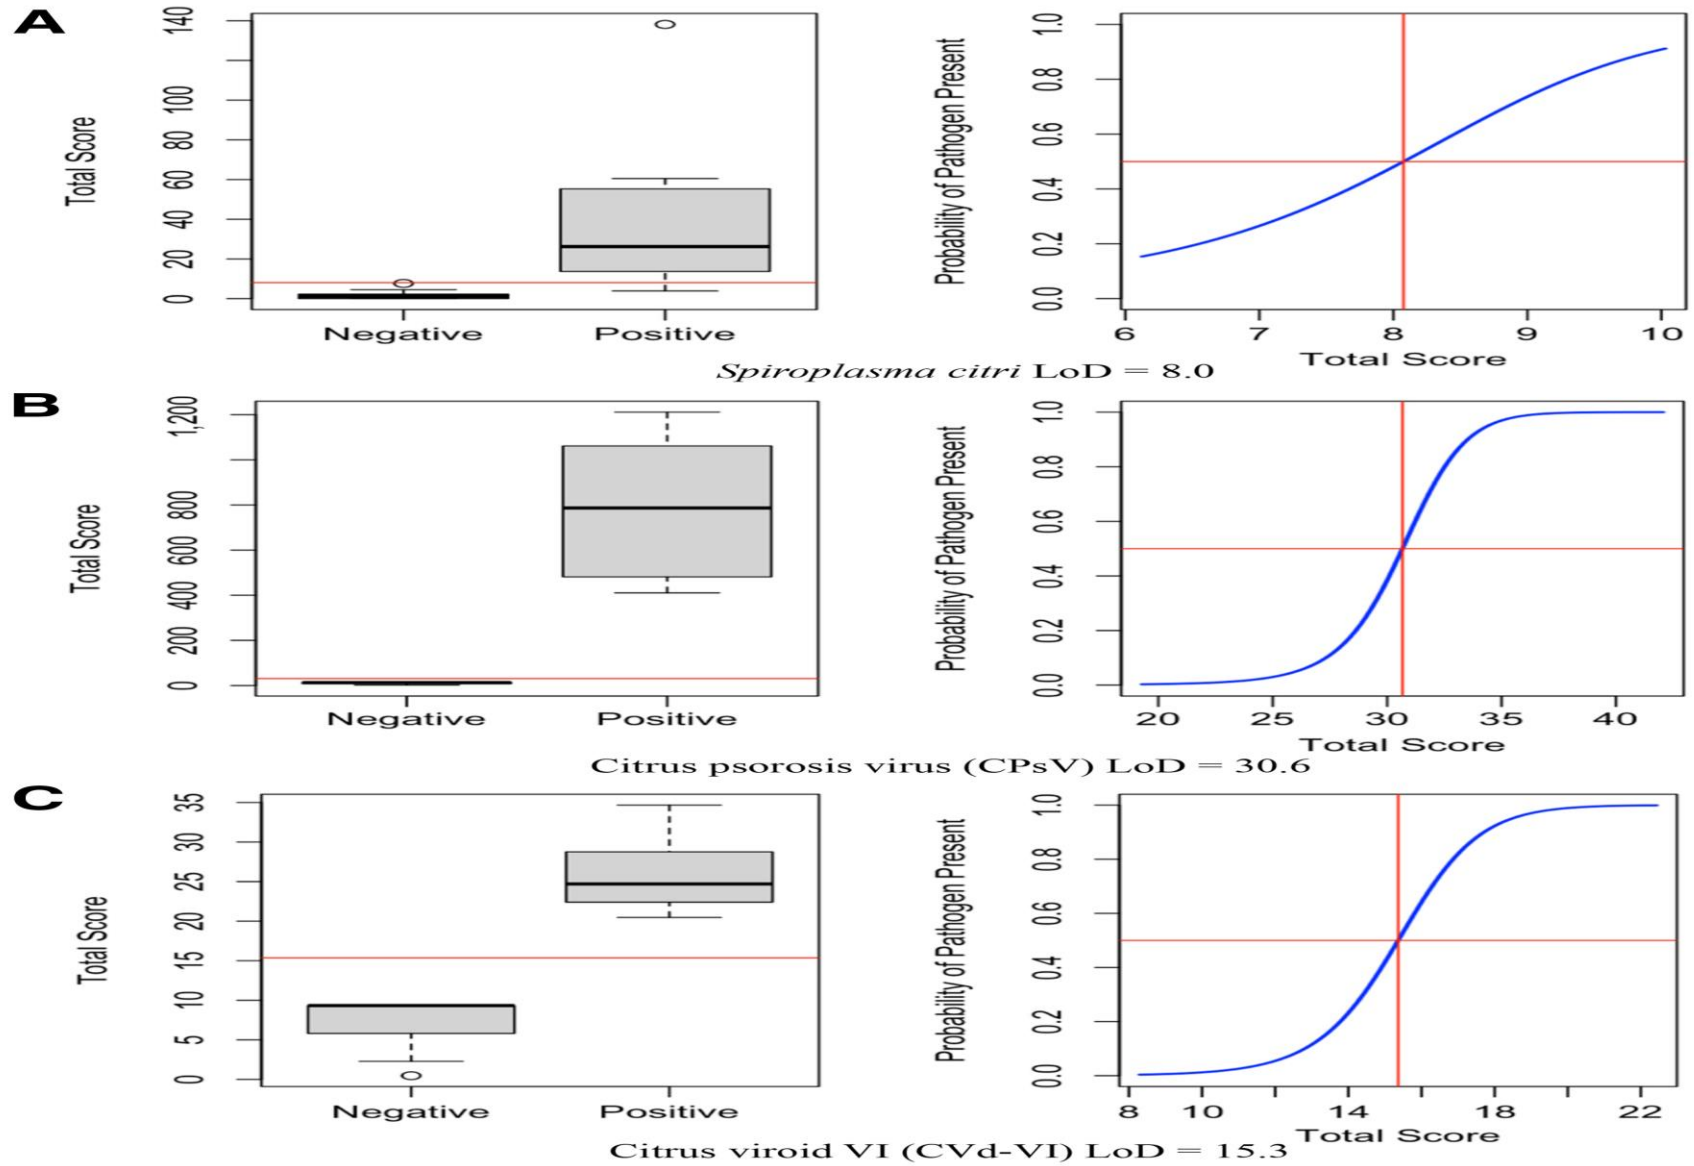 A
Total Score
140
100
80
60
40
20
0
Negative Positive
Probability of Pathogen Present
1.0
0.8
0.6
0.4
0.2
0.0
6 7 8 9 10
Total Score
Spiroplasma citri LoD = 8.0
B
Total Score
1,200
800
600
400
200
0
Negative Positive
Probability of Pathogen Present
1.0
0.8
0.6
0.4
0.2
0.0
20 25 30 35 40
Total Score
Citrus psorosis virus (CPsV) LoD = 30.6
C
Total Score
35
30
25
20
15
10
5
0
Negative Positive
Probability of Pathogen Present
1.0
0.8
0.6
0.4
0.2
0.0
8 10 14 18 22
Total Score
Citrus viroid VI (CVd-VI) LoD = 15.3